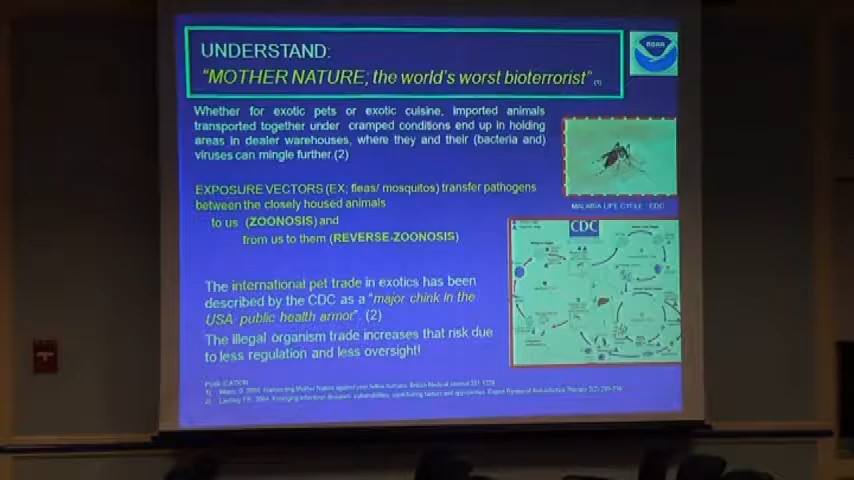 UNDERSTAND:
"MOTHER NATURE; the world's worst bioterrorist" (1)
NOAA
Whether for exotic pets or exotic cuisine, imported animals
transported together under cramped conditions end up in holding
areas in dealer warehouses, where they and their (bacteria and)
viruses can mingle further.(2)
EXPOSURE VECTORS (EX; fleas/ mosquitos) transfer pathogens
between the closely housed animals
to us (ZOONOSIS) and
from us to them (REVERSE-ZOONOSIS)
MALARIA LIFE CYCLE CDC
CDC
The international pet trade in exotics has been
described by the CDC as a "major chink in the
USA public health armor". (2)
The illegal organism trade increases that risk due
to less regulation and less oversight!